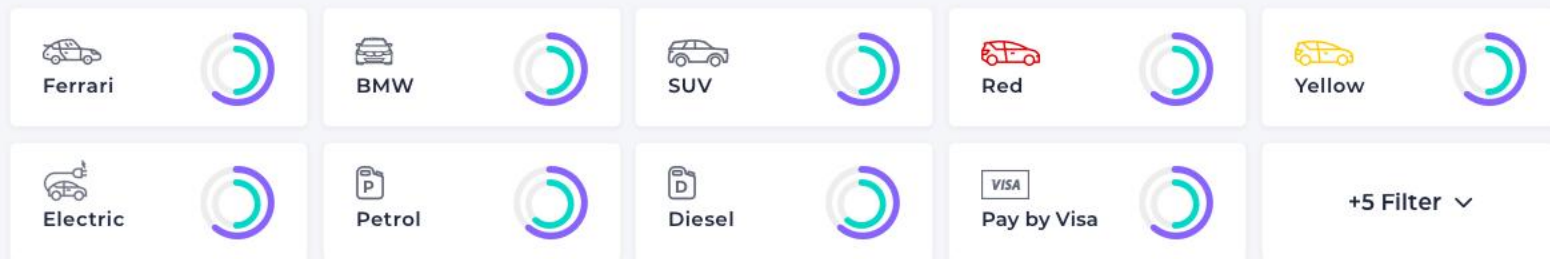 Ferrari
BMW
SUV
Red
Yellow
Electric
P
Petrol
D
Diesel
VISA
Pay by Visa
+5 Filter